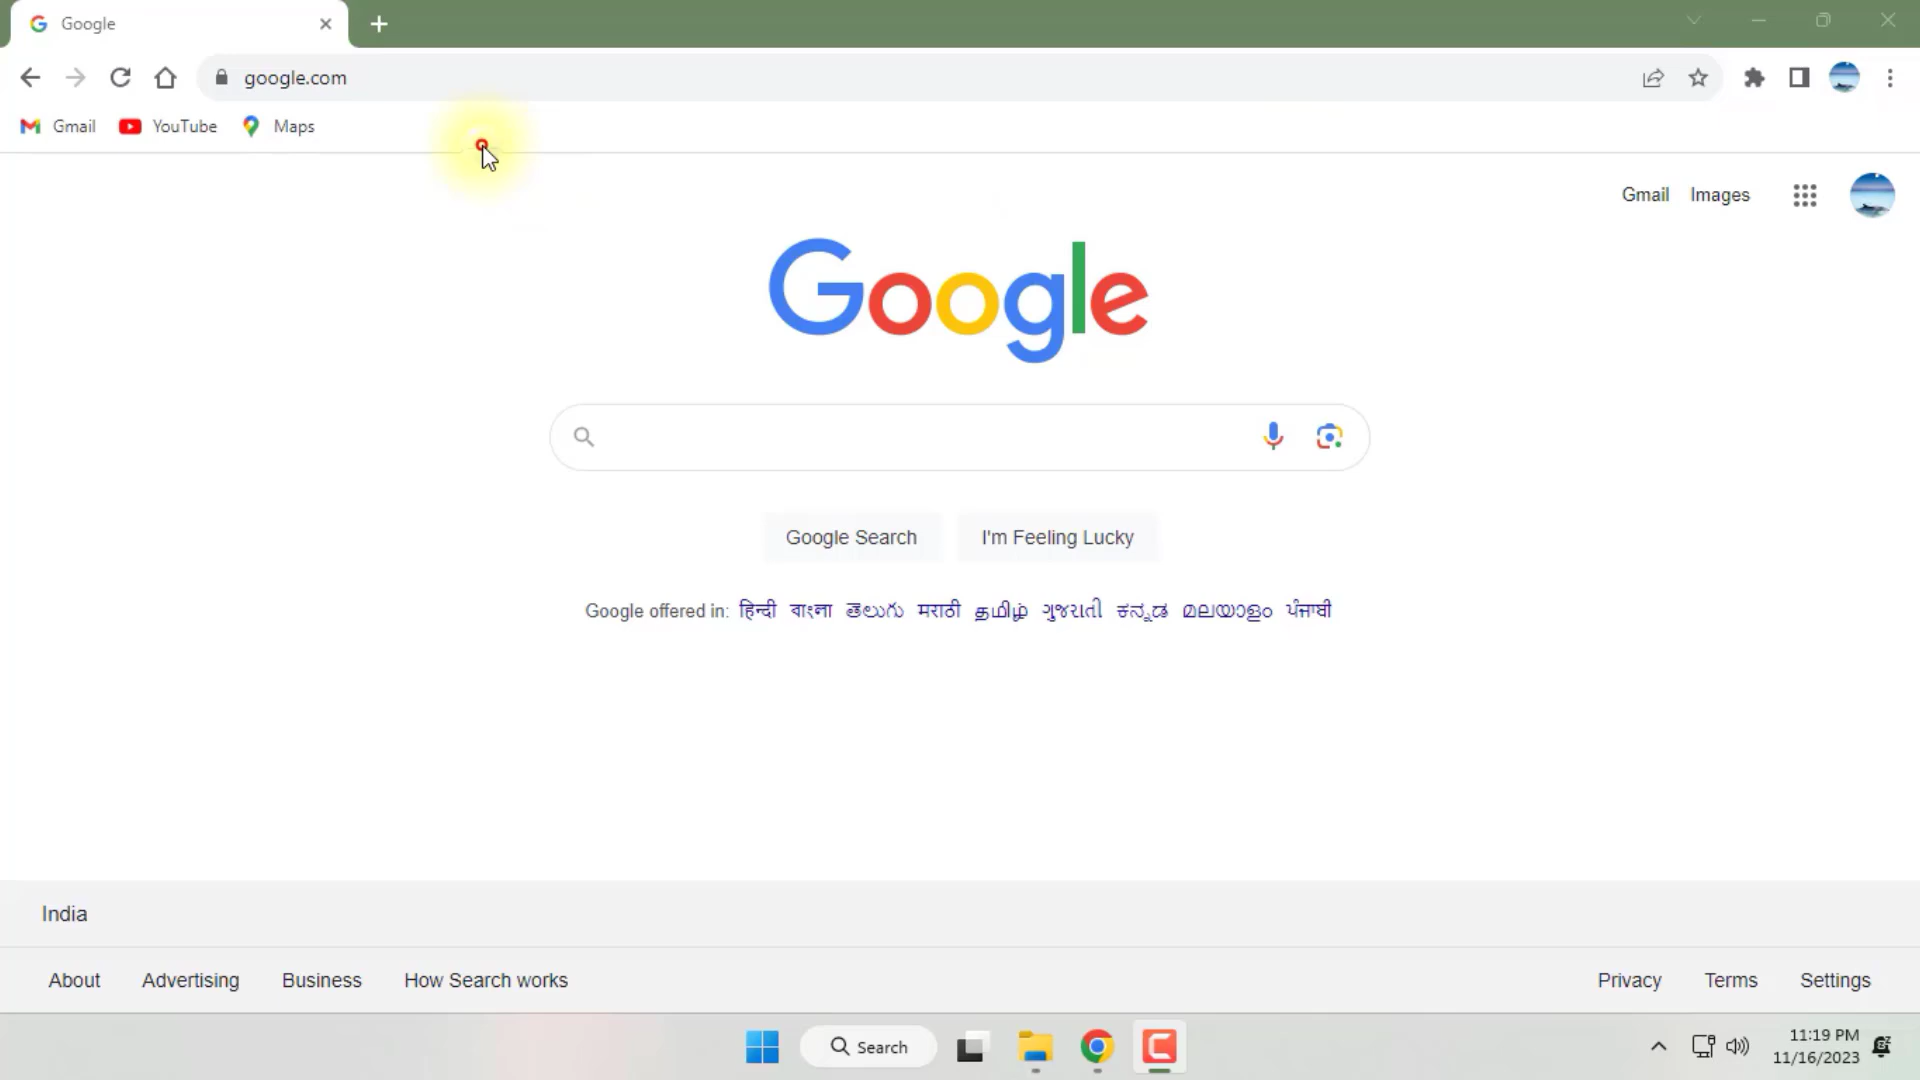 Google
google.com
Gmail YouTube Maps
Gmail Images
Google
Google Search I'm Feeling Lucky
Google offered in: हिन्दी বাংলা తెలుగు मराठी தமிழ் ગુજરાતી ಕನ್ನಡ മലയാളം ਪੰਜਾਬੀ
India
About Advertising Business How Search works Privacy Terms Settings
Search
11:19 PM
11/16/2023